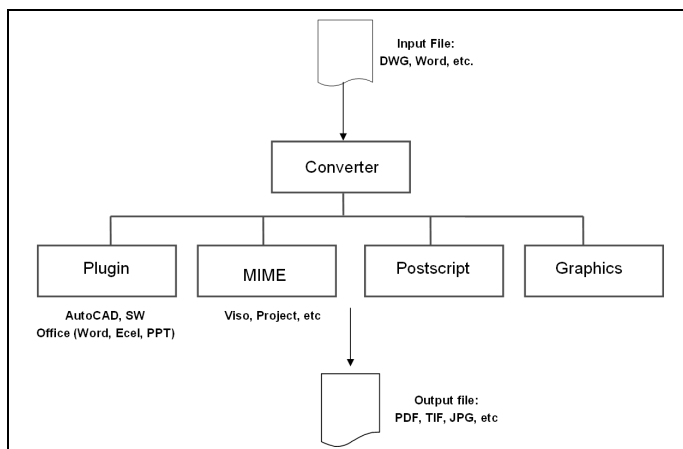 Input File:
DWG, Word, etc.
Converter
Plugin
MIME
Postscript
Graphics
AutoCAD, SW
Office (Word, Ecel, PPT)
Viso, Project, etc
Output file:
PDF, TIF, JPG, etc